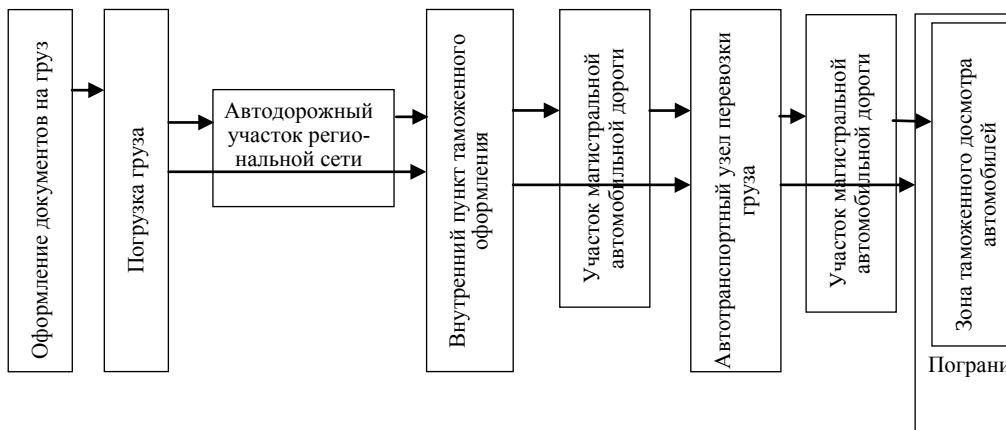 Оформление документов на груз
Погрузка груза
Автодорожный
участок регио-
нальной сети
Внутренний пункт таможенного
оформления
Участок магистральной
автомобильной дороги
Автотранспортный узел перевозки
груза
Участок магистральной
автомобильной дороги
Зона таможенного досмотра
автомобилей
Пограни